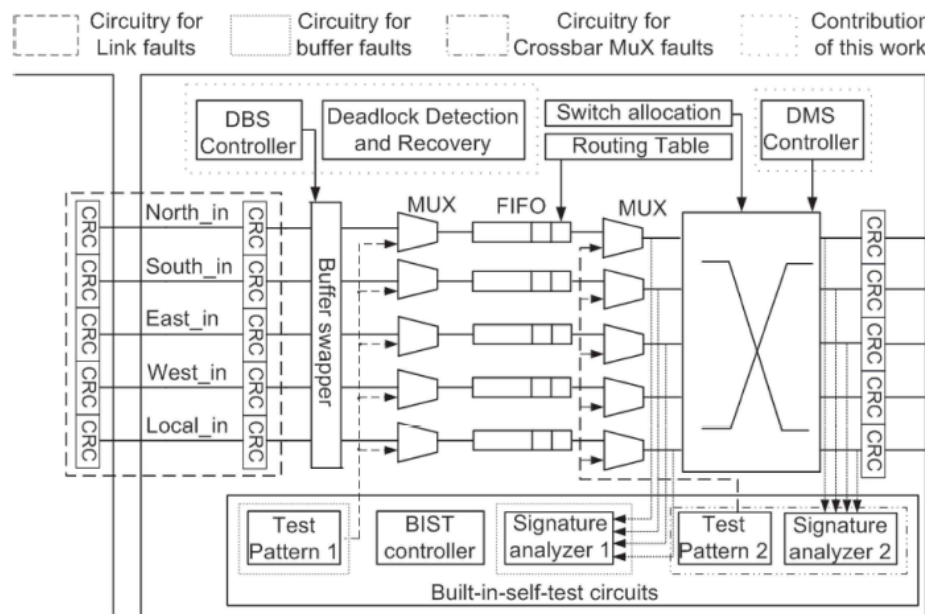 Circuitry for
Link faults
Circuitry for
buffer faults
Circuitry for
Crossbar MuX faults
Contribution
of this work
DBS
Controller
Deadlock Detection
and Recovery
Switch allocation
Routing Table
DMS
Controller
MUX
FIFO
MUX
CRC
North_in
CRC
CRC
CRC
South_in
CRC
CRC
CRC
East_in
CRC
CRC
CRC
West_in
CRC
CRC
CRC
Local_in
CRC
CRC
Buffer swapper
Test
Pattern 1
BIST
controller
Signature
analyzer 1
Test
Pattern 2
Signature
analyzer 2
Built-in-self-test circuits